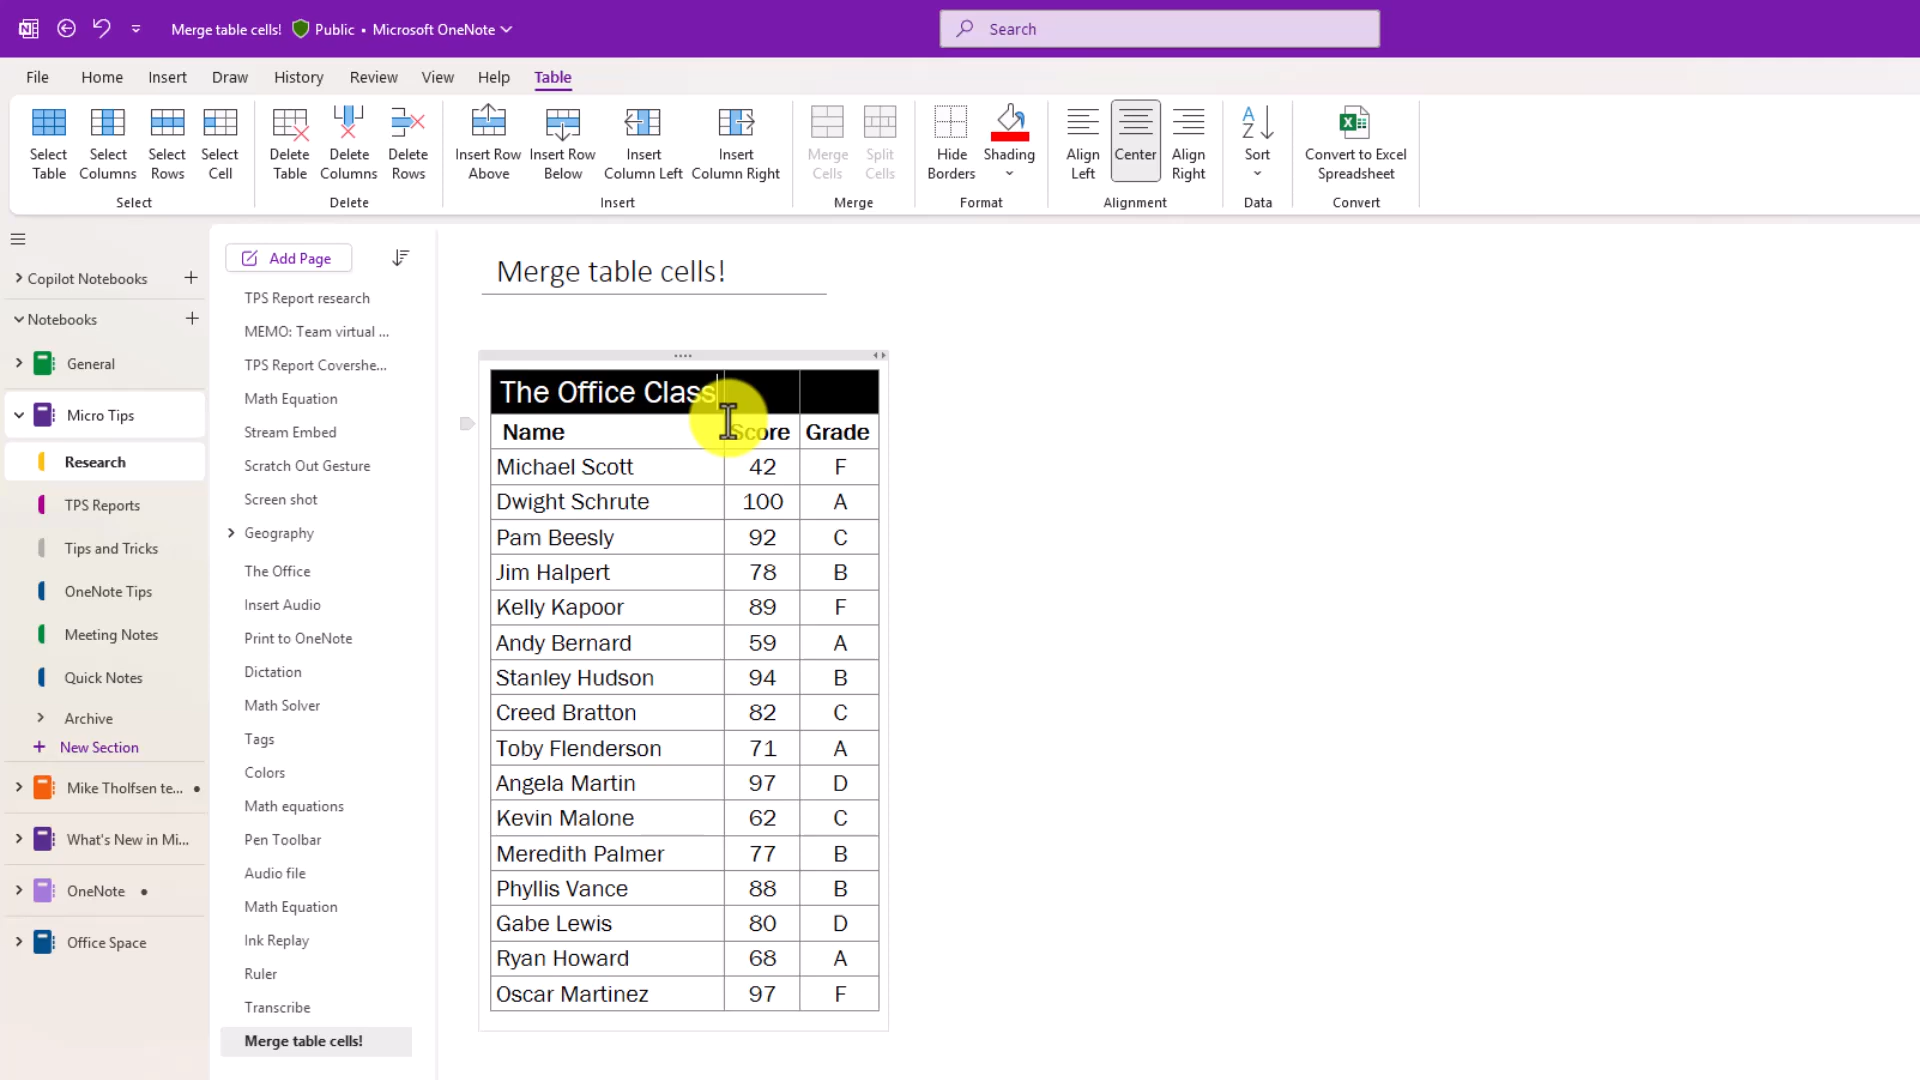 Merge table cells! Public • Microsoft OneNote
Search
File Home Insert Draw History Review View Help Table
Select Table
Select Columns
Select Rows
Select Cell
Delete Table
Delete Columns
Delete Rows
Insert Row Above
Insert Row Below
Insert Column Left
Insert Column Right
Merge Cells
Split Cells
Hide Borders
Shading
Align Left
Center
Align Right
Sort
Convert to Excel Spreadsheet
Select Delete Insert Merge Format Alignment Data Convert
Copilot Notebooks
Notebooks
General
Micro Tips
Research
TPS Reports
Tips and Tricks
OneNote Tips
Meeting Notes
Quick Notes
Archive
New Section
Mike Tholfsen te...
What's New in Mi...
OneNote
Office Space
Add Page
TPS Report research
MEMO: Team virtual ...
TPS Report Covershe...
Math Equation
Stream Embed
Scratch Out Gesture
Screen shot
Geography
The Office
Insert Audio
Print to OneNote
Dictation
Math Solver
Tags
Colors
Math equations
Pen Toolbar
Audio file
Math Equation
Ink Replay
Ruler
Transcribe
Merge table cells!
Merge table cells!
The Office Class
Name Score Grade
Michael Scott 42 F
Dwight Schrute 100 A
Pam Beesly 92 C
Jim Halpert 78 B
Kelly Kapoor 89 F
Andy Bernard 59 A
Stanley Hudson 94 B
Creed Bratton 82 C
Toby Flenderson 71 A
Angela Martin 97 D
Kevin Malone 62 C
Meredith Palmer 77 B
Phyllis Vance 88 B
Gabe Lewis 80 D
Ryan Howard 68 A
Oscar Martinez 97 F